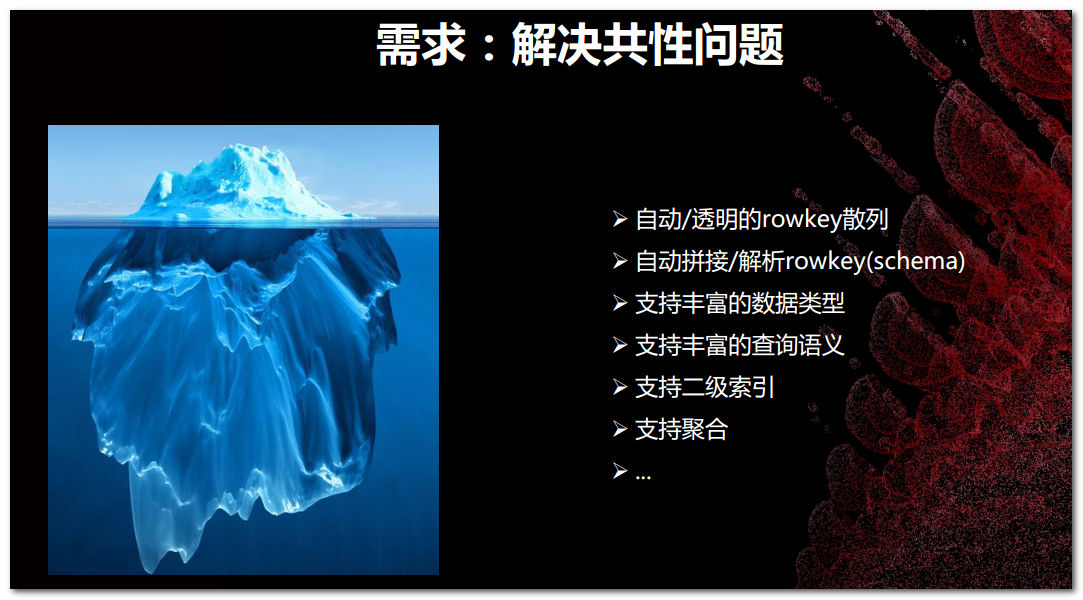 需求：解决共性问题
➢ 自动/透明的rowkey散列
➢ 自动拼接/解析rowkey(schema)
➢ 支持丰富的数据类型
➢ 支持丰富的查询语义
➢ 支持二级索引
➢ 支持聚合
➢ ...